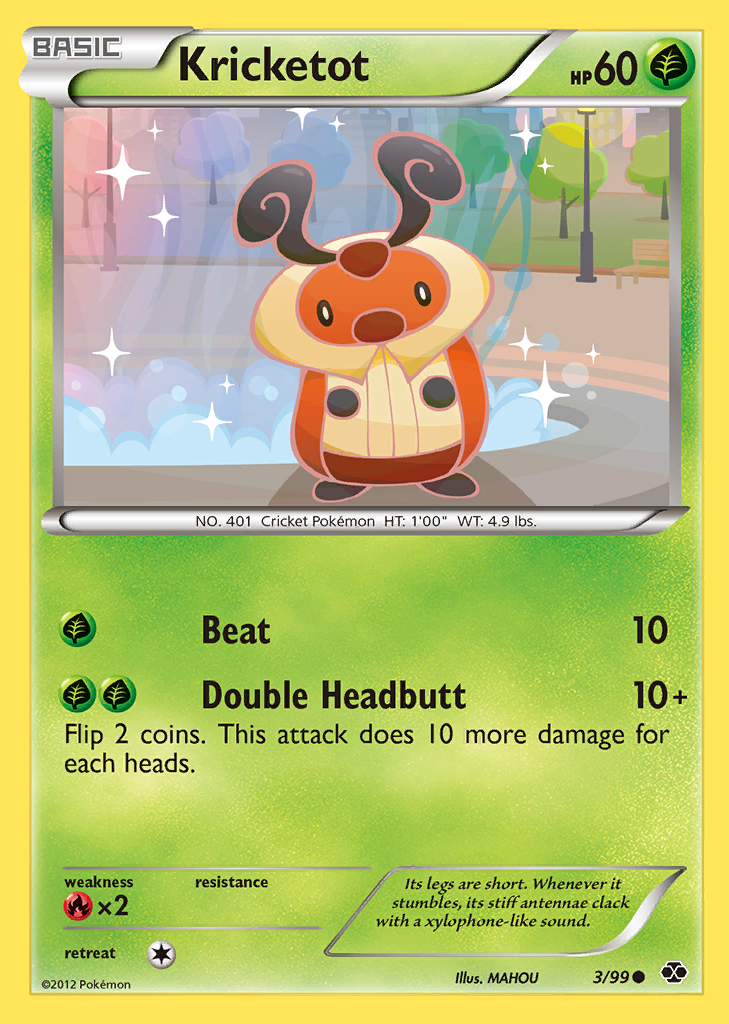 BASIC
Kricketot
HP60
NO. 401 Cricket Pokémon HT: 1'00" WT: 4.9 lbs.
Beat 10
Double Headbutt 10+
Flip 2 coins. This attack does 10 more damage for
each heads.
weakness resistance
×2
retreat
Its legs are short. Whenever it
stumbles, its stiff antennae clack
with a xylophone-like sound.
©2012 Pokémon
Illus. MAHOU
3/99